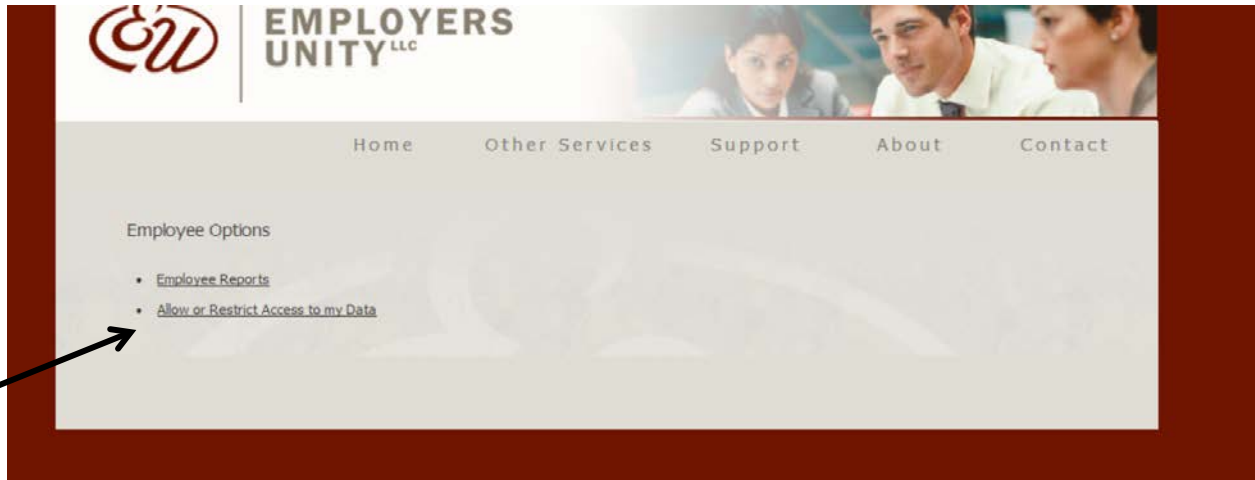 EU
EMPLOYERS
UNITY LLC
Home Other Services Support About Contact
Employee Options
• Employee Reports
• Allow or Restrict Access to my Data